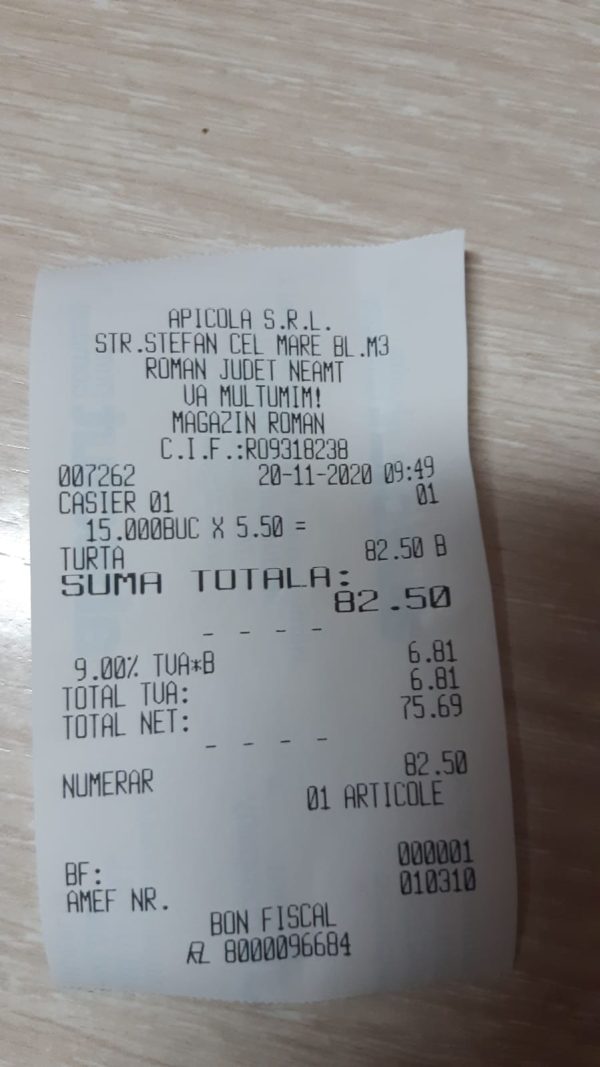 APICOLA S.R.L.
STR.STEFAN CEL MARE BL.M3
ROMAN JUDET NEAMT
VA MULTUMIM!
MAGAZIN ROMAN
C.I.F.:RO9318238
007262 20-11-2020 09:49
CASIER 01 01
15.000BUC X 5.50 =
TURTA 82.50 B
SUMA TOTALA:
82.50
- - - -
9.00% TVA*B 6.81
TOTAL TVA: 6.81
TOTAL NET: 75.69
- - - -
NUMERAR 82.50
01 ARTICOLE
BF: 000001
AMEF NR. 010310
BON FISCAL
8000096684